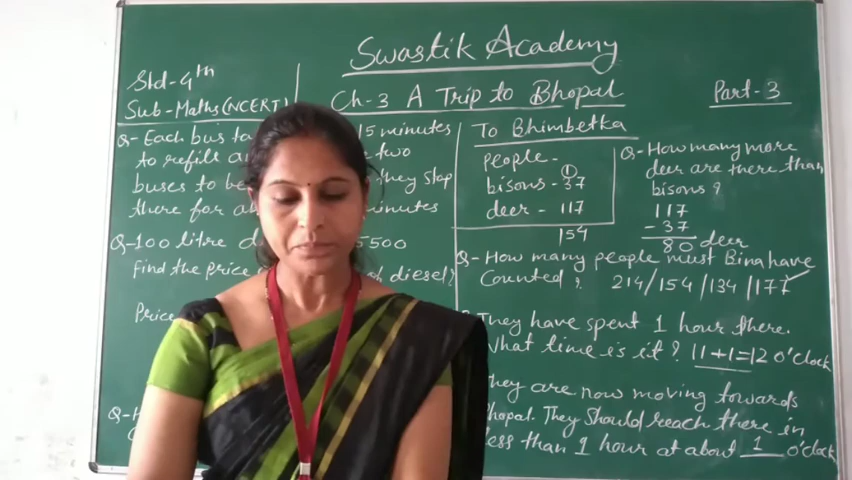 Swastik Academy
Std-4th
Sub-Maths(NCERT)
Ch-3 A Trip to Bhopal
Part-3
Q-Each bus ta
15 minutes
to refill a
two
buses to be
they stop
there for a
minutes
Q-100 litre d
5500
Find the price
of diesel?
Price
Q-H
To Bhimbetka
People-
bisons-37
1
deer - 117
154
Q-How many more
deer are there than
bisons ?
117
-37
80 deer
Q-How many people must Bina have
Counted ? 214/154/134/177
They have spent 1 hour there.
What time is it? 11+1=12 o'clock
hey are now moving towards
hopal. They should reach there in
less than 1 hour at about 1 o'clock